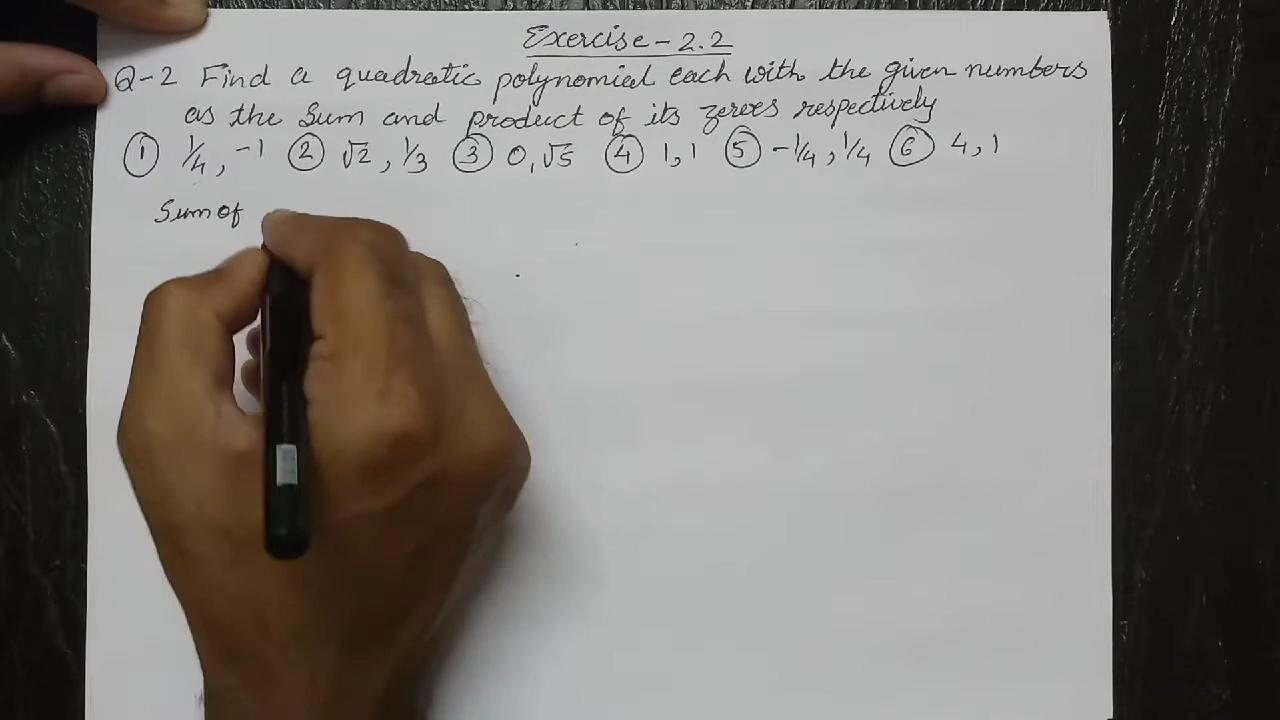 Exercise - 2.2
Q-2 Find a quadratic polynomial each with the given numbers
as the Sum and product of its zeroes respectively
① 1/4, -1 ② √2, 1/3 ③ 0, √5 ④ 1, 1 ⑤ -1/4, 1/4 ⑥ 4, 1
Sum of